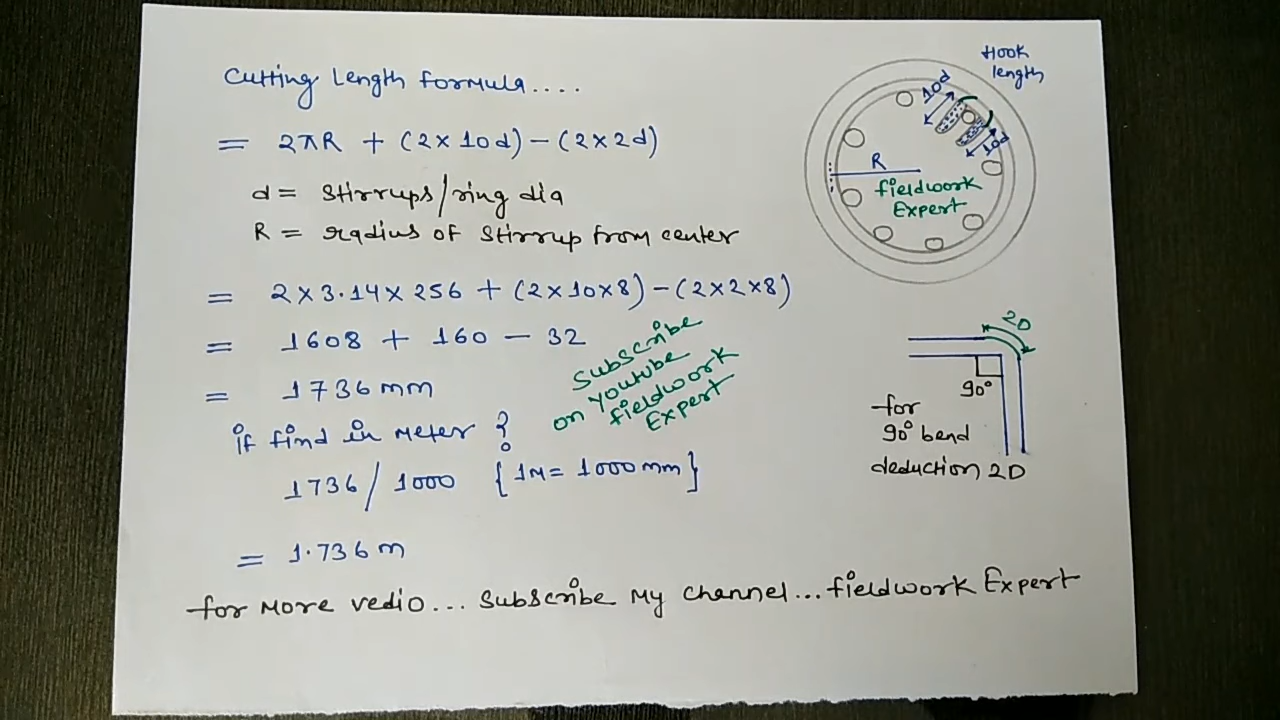 Cutting Length formula....
= 2πR + (2×10d) - (2×2d)
d = Stirrups/ring dia
R = radius of Stirrup from center
= 2×3.14×256 + (2×10×8) - (2×2×8)
= 1608 + 160 - 32
= 1736 mm
if find in Meter ?
1736/1000 {1M = 1000mm}
= 1.736 m
for More vedio... Subscribe My Channel... fieldwork Expert
Subscribe
on Youtube
fieldwork
Expert
Hook
length
10d
10d
R
fieldwork
Expert
2D
90°
for
90° bend
deduction 2D